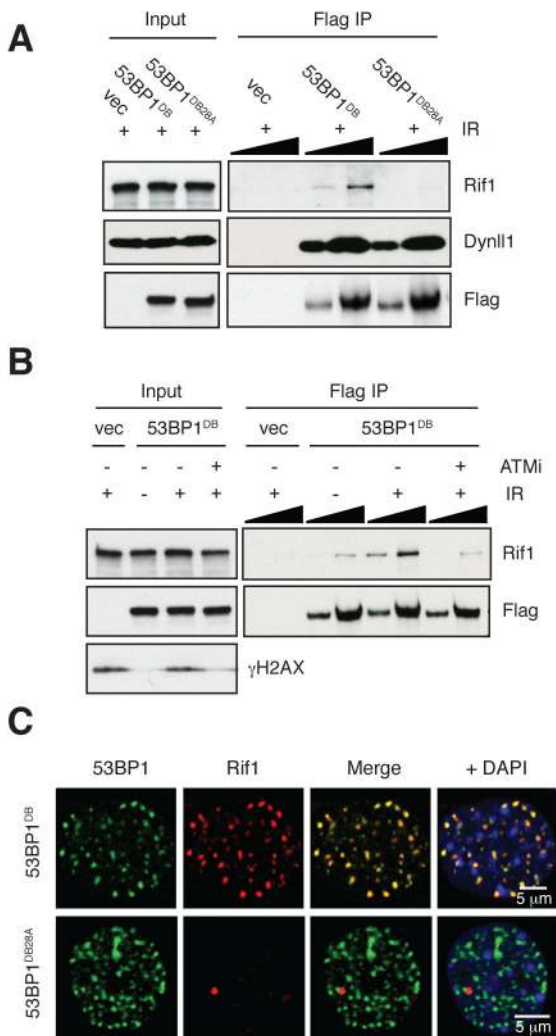 A
Input
Flag IP
vec
53BP1DB
53BP1DB28A
vec
53BP1DB
53BP1DB28A
+ + + + + + IR
Rif1
Dynll1
Flag
B
Input
Flag IP
vec 53BP1DB vec 53BP1DB
- - - + - - - + ATMi
+ - + + + - + + IR
Rif1
Flag
γH2AX
C
53BP1 Rif1 Merge + DAPI
53BP1DB
5 μm
53BP1DB28A
5 μm